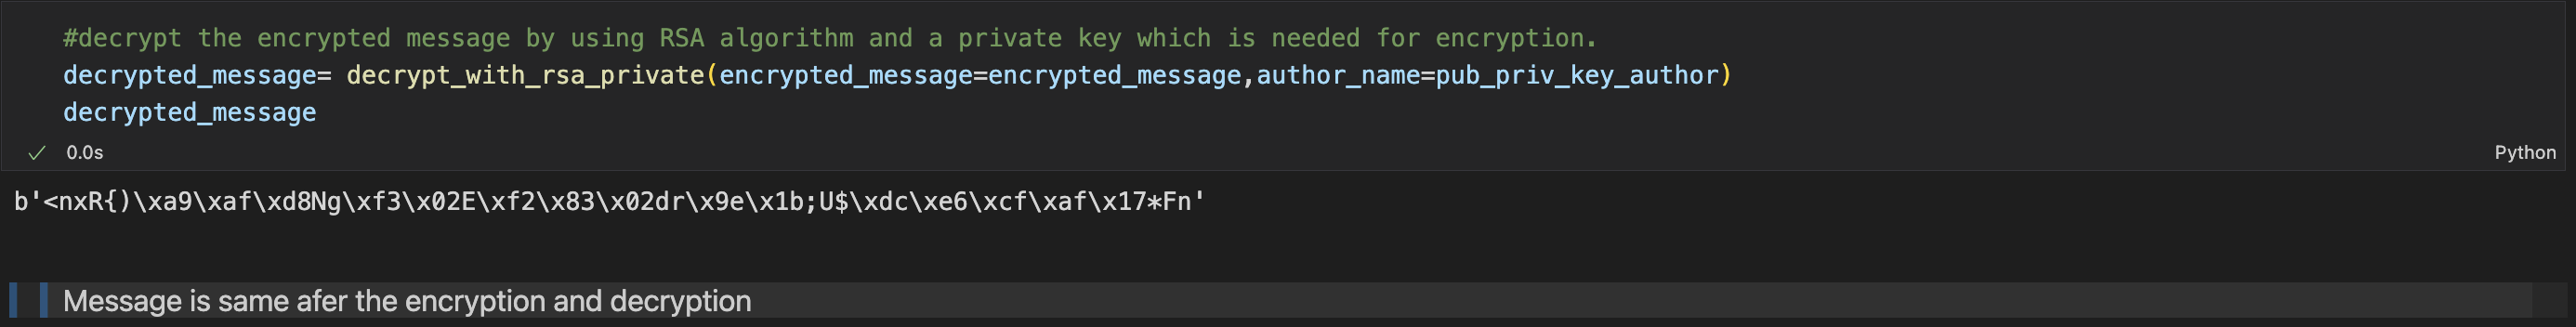 #decrypt the encrypted message by using RSA algorithm and a private key which is needed for encryption.
decrypted_message= decrypt_with_rsa_private(encrypted_message=encrypted_message,author_name=pub_priv_key_author)
decrypted_message
0.0s
Python
b'<nxR{)\xa9\xaf\xd8Ng\xf3\x02E\xf2\x83\x02dr\x9e\x1b;U$\xdc\xe6\xcf\xaf\x17*Fn'
Message is same afer the encryption and decryption